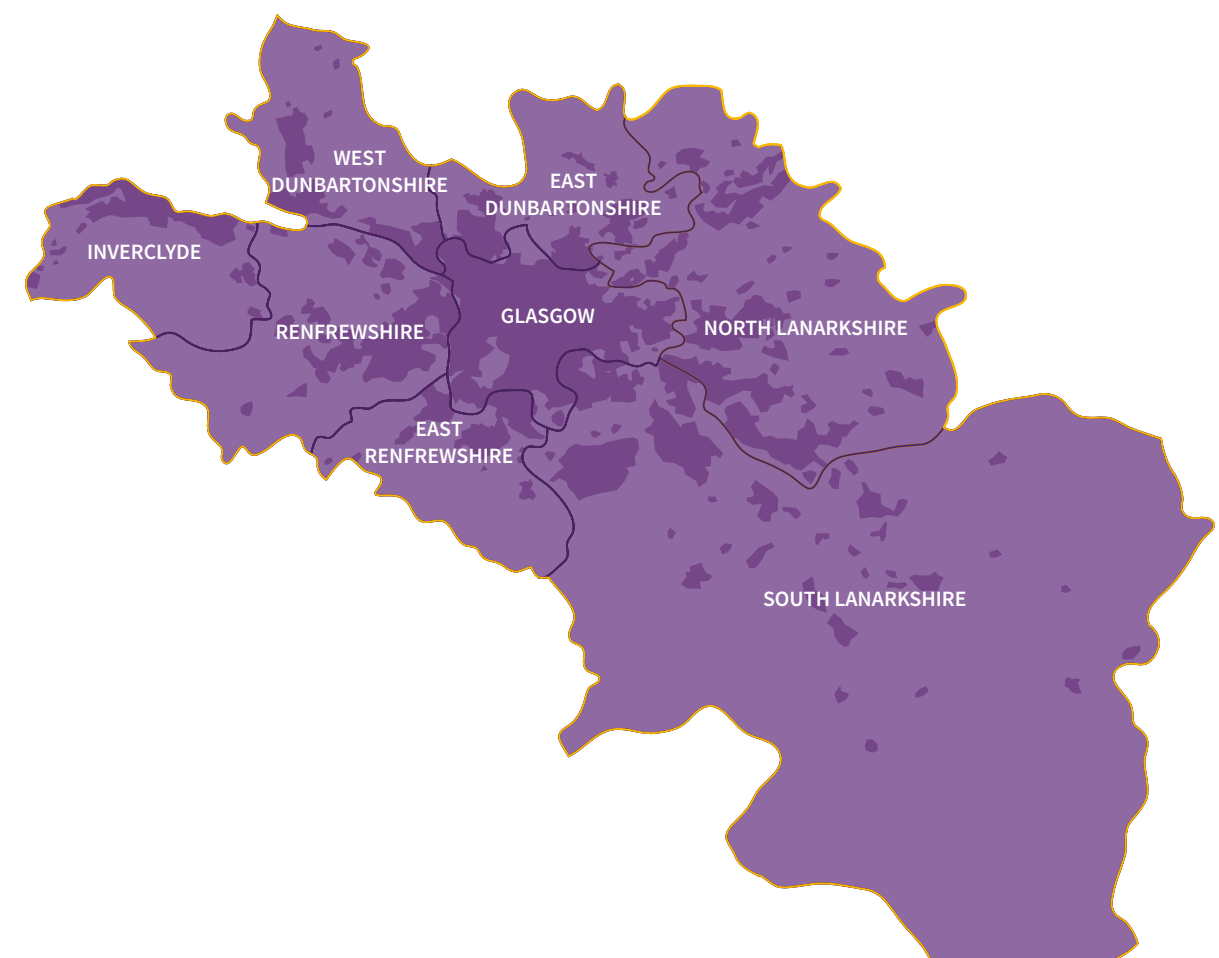 WEST
DUNBARTONSHIRE
EAST
DUNBARTONSHIRE
INVERCLYDE
RENFREWSHIRE
GLASGOW
NORTH LANARKSHIRE
EAST
RENFREWSHIRE
SOUTH LANARKSHIRE